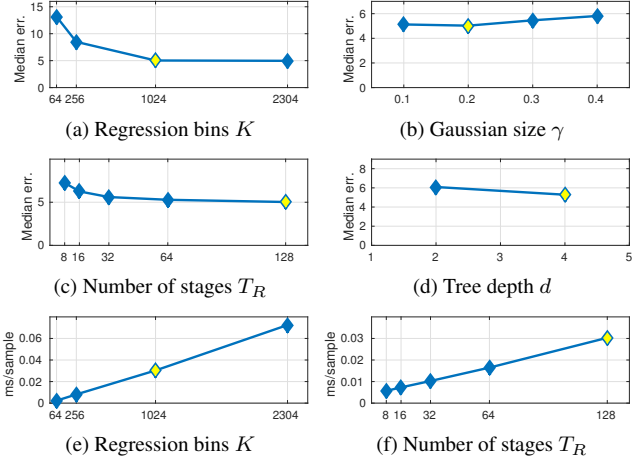 Median err.
15
10
5
0
64 256 1024 2304
(a) Regression bins K
Median err.
6
4
2
0
0.1 0.2 0.3 0.4
(b) Gaussian size γ
Median err.
5
0
8 16 32 64 128
(c) Number of stages T_R
Median err.
8
6
4
2
0
1 2 3 4 5
(d) Tree depth d
ms/sample
0.06
0.04
0.02
0
64 256 1024 2304
(e) Regression bins K
ms/sample
0.03
0.02
0.01
0
8 16 32 64 128
(f) Number of stages T_R